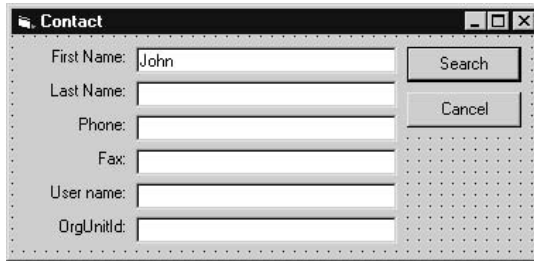 Contact
First Name: John Search
Last Name: Cancel
Phone:
Fax:
User name:
OrgUnitId: